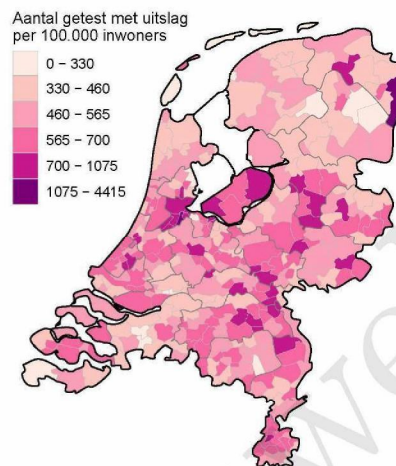 Aantal getest met uitslag
per 100.000 inwoners
0 – 330
330 – 460
460 – 565
565 – 700
700 – 1075
1075 – 4415
we